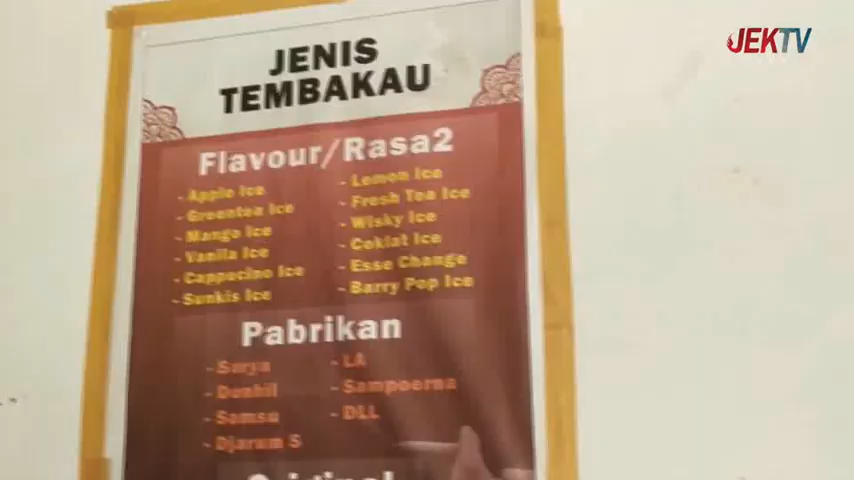 JEKTV
JENIS
TEMBAKAU
Flavour/Rasa2
- Apple Ice
- Greentea Ice
- Mango Ice
- Vanila Ice
- Cappucino Ice
- Sunkis Ice
- Lemon Ice
- Fresh Tea Ice
- Wisky Ice
- Coklat Ice
- Esse Change
- Barry Pop Ice
Pabrikan
- Surya
- Dunhil
- Samsu
- Djarum S
- LA
- Sampoerna
- DLL